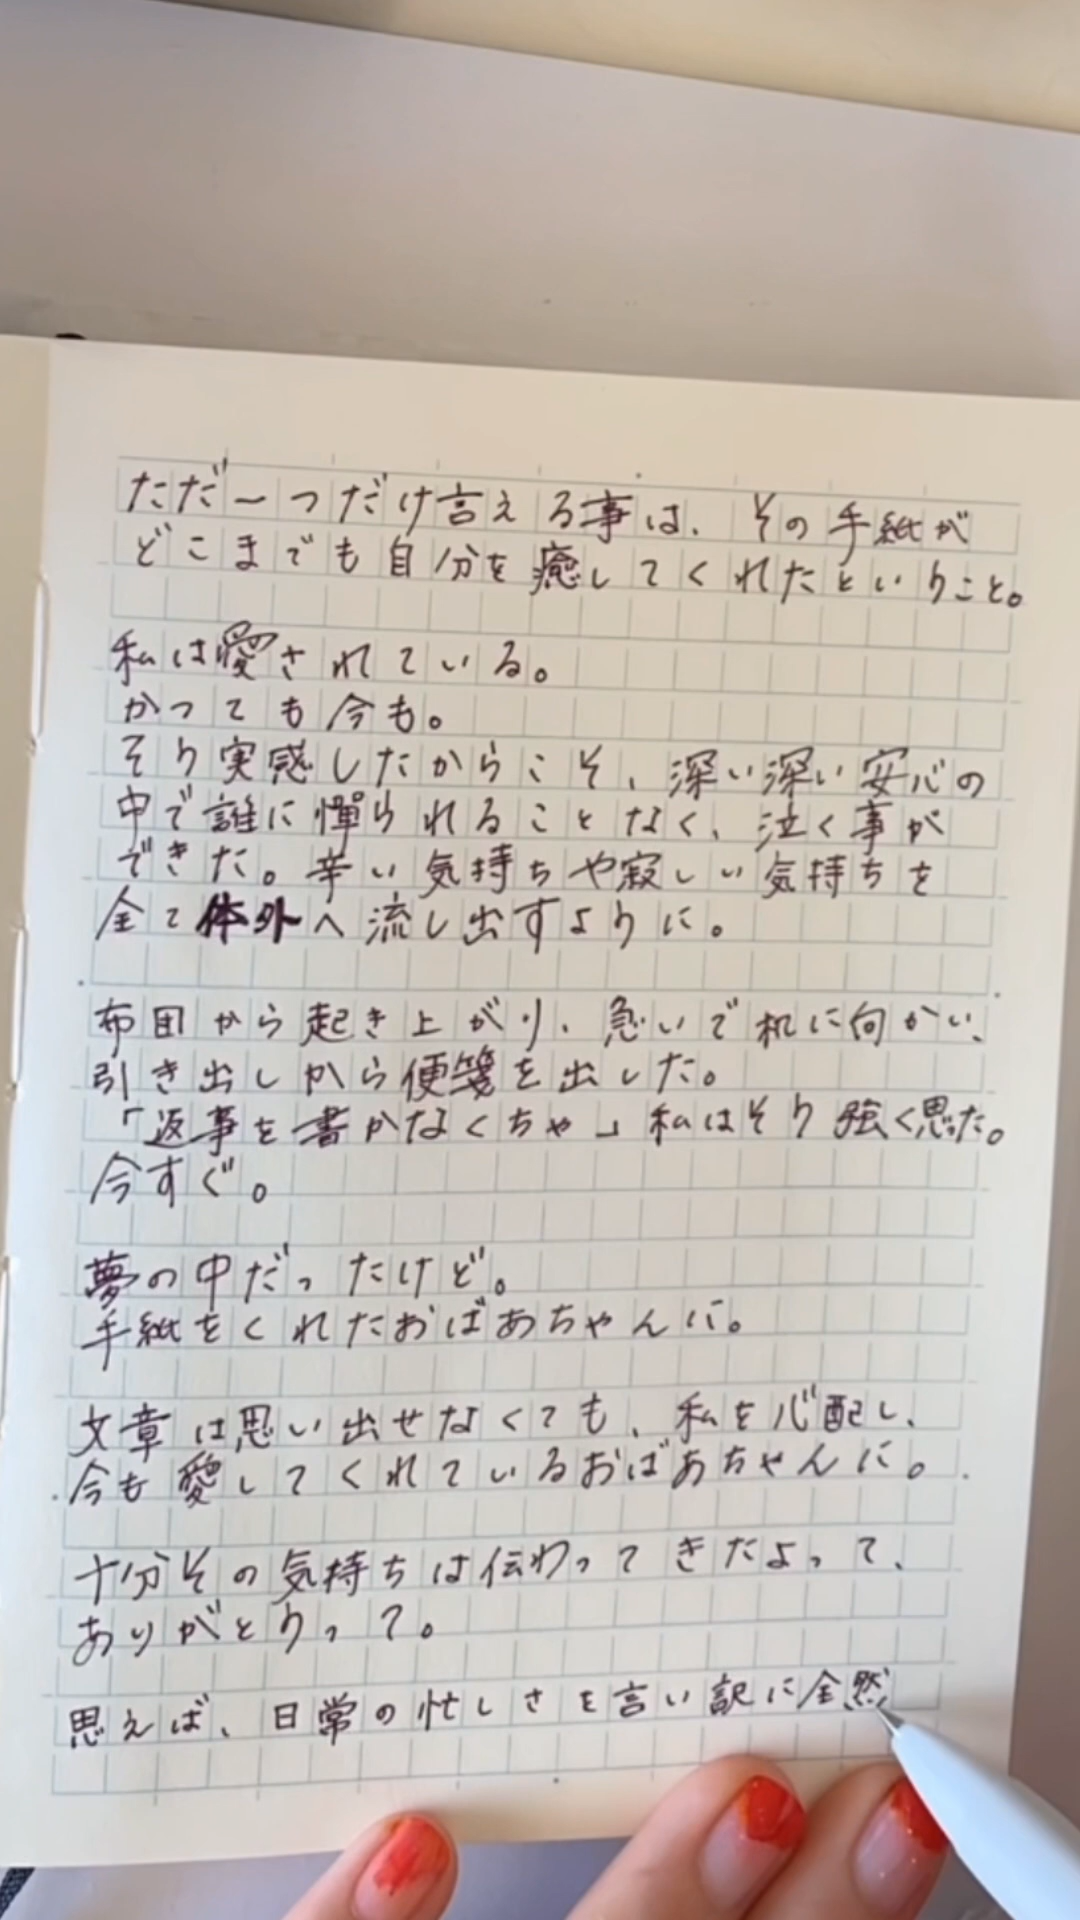 ただ一つだけ言える事は、その手紙が
どこまでも自分を癒してくれたということ。
私は愛されている。
かつても今も。
そう実感したからこそ、深い深い安心の
中で誰に憚られることなく、泣く事が
できた。辛い気持ちや寂しい気持ちを
全て体外へ流し出すように。
布団から起き上がり、急いで机に向かい、
引き出しから便箋を出した。
「返事を書かなくちゃ」私はそう強く思った。
今すぐ。
夢の中だったけど。
手紙をくれたおばあちゃんに。
文章は思い出せなくても、私を心配し、
今も愛してくれているおばあちゃんに。
十分その気持ちは伝わってきたよって、
ありがとうって。
思えば、日常の忙しさを言い訳に全然